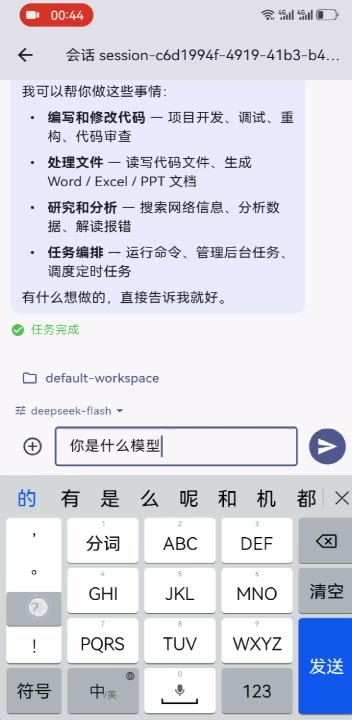 00:44
4G 4G
会话 session-c6d1994f-4919-41b3-b4...
我可以帮你做这些事情：
• 编写和修改代码 — 项目开发、调试、重
构、代码审查
• 处理文件 — 读写代码文件、生成
Word / Excel / PPT 文档
• 研究和分析 — 搜索网络信息、分析数
据、解读报错
• 任务编排 — 运行命令、管理后台任务、
调度定时任务
有什么想做的，直接告诉我就好。
任务完成
default-workspace
deepseek-flash
你是什么模型
的 有 是 么 呢 和 机 都
，
。
?
!
1 分词 2 ABC 3 DEF
4 GHI 5 JKL 6 MNO 清空
7 PQRS 8 TUV 9 WXYZ 发送
符号 中/英 0 123